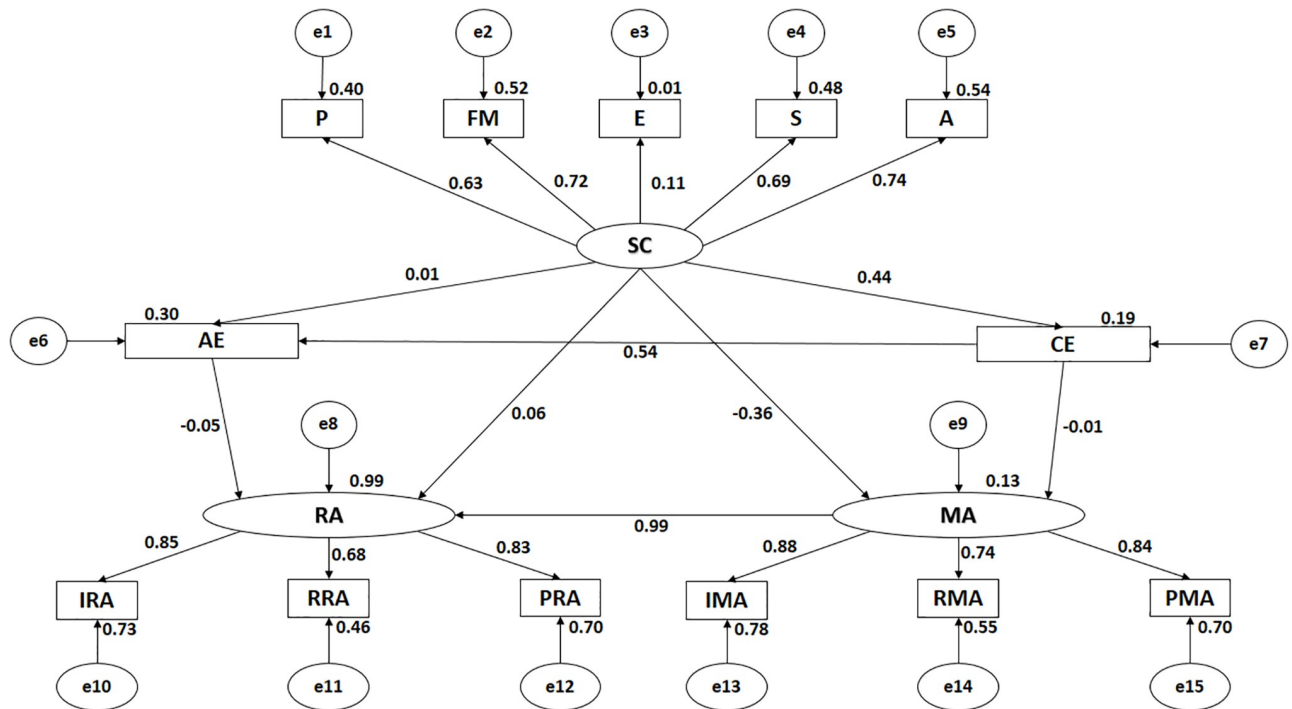 e1 e2 e3 e4 e5
0.40 0.52 0.01 0.48 0.54
P FM E S A
0.63 0.72 0.11 0.69 0.74
SC
0.01 0.44
0.30 0.19
e6 AE 0.54 CE e7
-0.05 e8 0.06 -0.36 e9 -0.01
0.99 0.13
RA 0.99 MA
0.85 0.68 0.83 0.88 0.74 0.84
IRA RRA PRA IMA RMA PMA
0.73 0.46 0.70 0.78 0.55 0.70
e10 e11 e12 e13 e14 e15